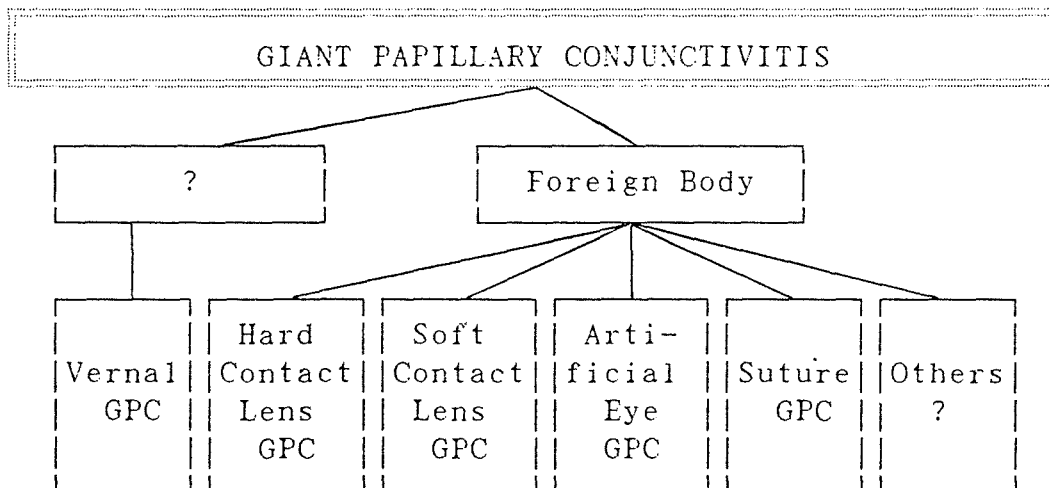 GIANT PAPILLARY CONJUNCTIVITIS
?
Foreign Body
Vernal
GPC
Hard
Contact
Lens
GPC
Soft
Contact
Lens
GPC
Arti-
ficial
Eye
GPC
Suture
GPC
Others
?